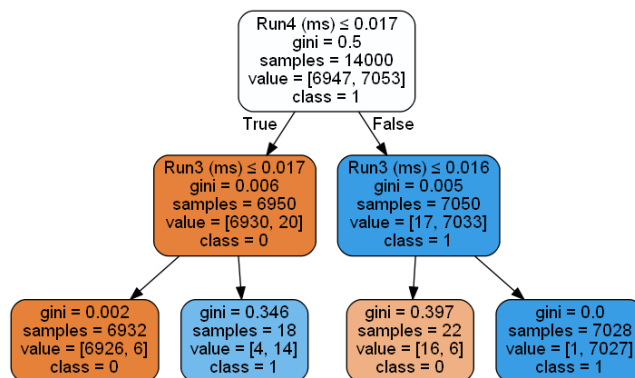 Run4 (ms) ≤ 0.017
gini = 0.5
samples = 14000
value = [6947, 7053]
class = 1
True
False
Run3 (ms) ≤ 0.017
gini = 0.006
samples = 6950
value = [6930, 20]
class = 0
Run3 (ms) ≤ 0.016
gini = 0.005
samples = 7050
value = [17, 7033]
class = 1
gini = 0.002
samples = 6932
value = [6926, 6]
class = 0
gini = 0.346
samples = 18
value = [4, 14]
class = 1
gini = 0.397
samples = 22
value = [16, 6]
class = 0
gini = 0.0
samples = 7028
value = [1, 7027]
class = 1